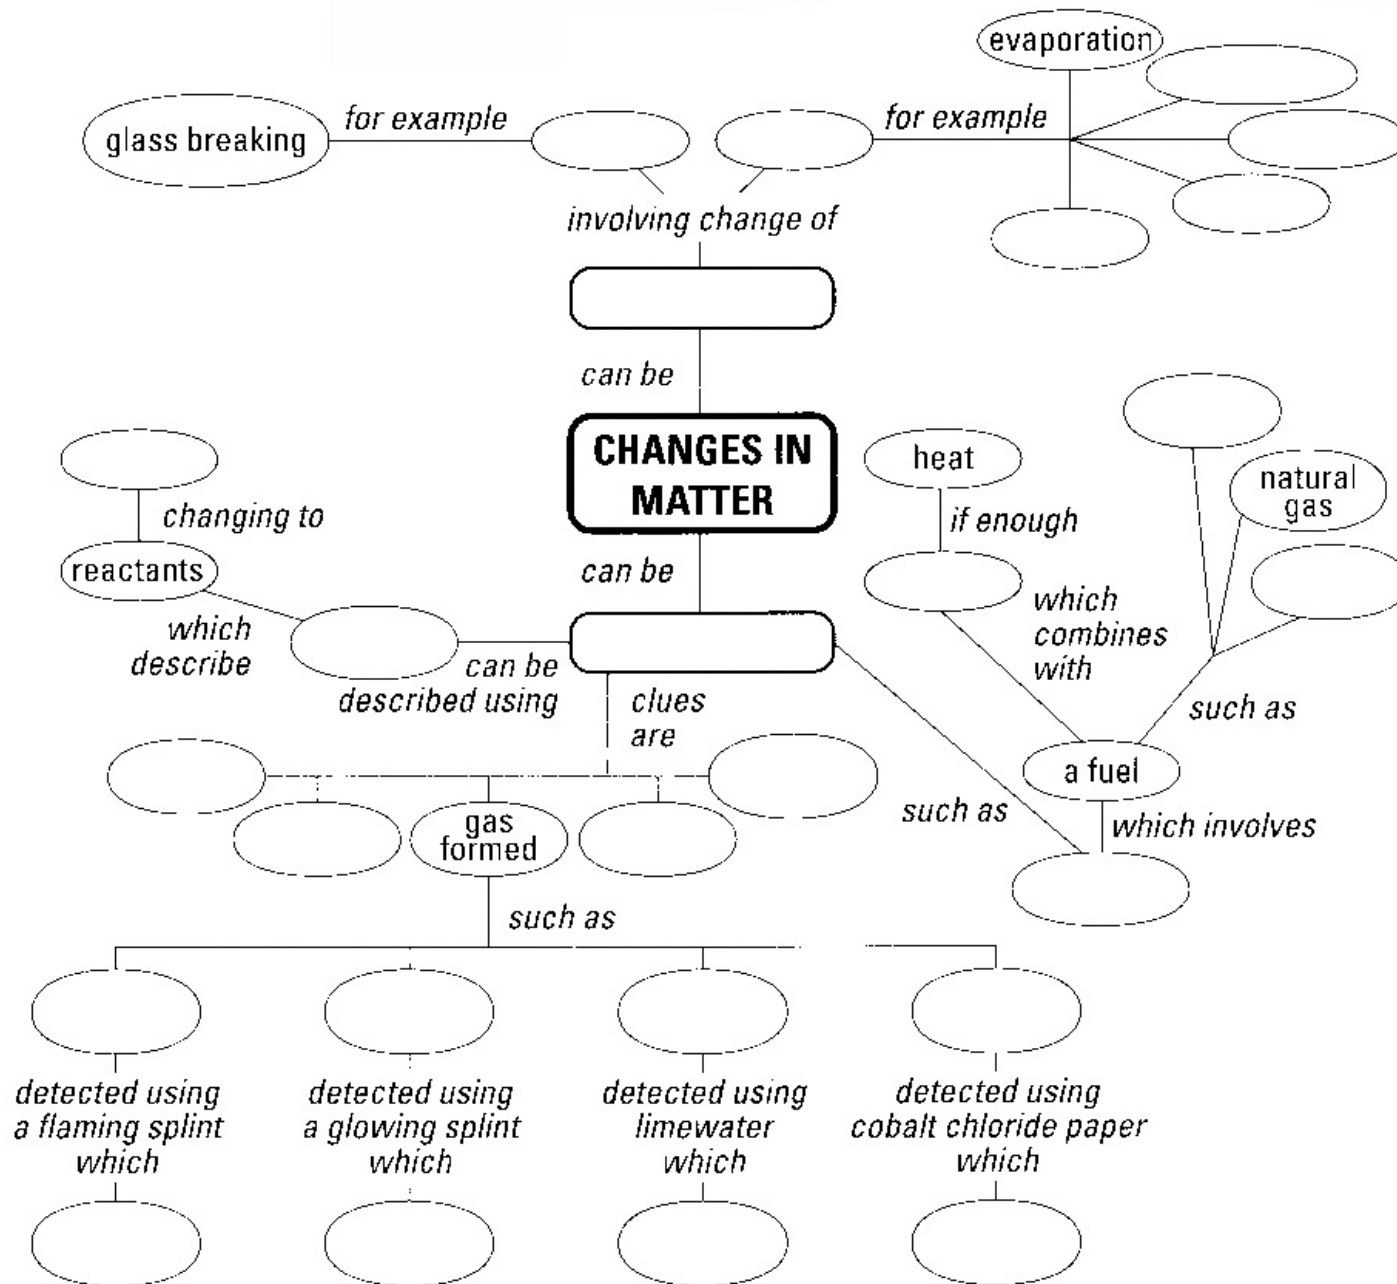 evaporation
glass breaking
for example
for example
involving change of
can be
CHANGES IN
MATTER
heat
natural
gas
changing to
if enough
reactants
can be
which
combines
with
which
describe
can be
described using
clues
are
such as
a fuel
such as
which involves
gas
formed
such as
detected using
a flaming splint
which
detected using
a glowing splint
which
detected using
limewater
which
detected using
cobalt chloride paper
which